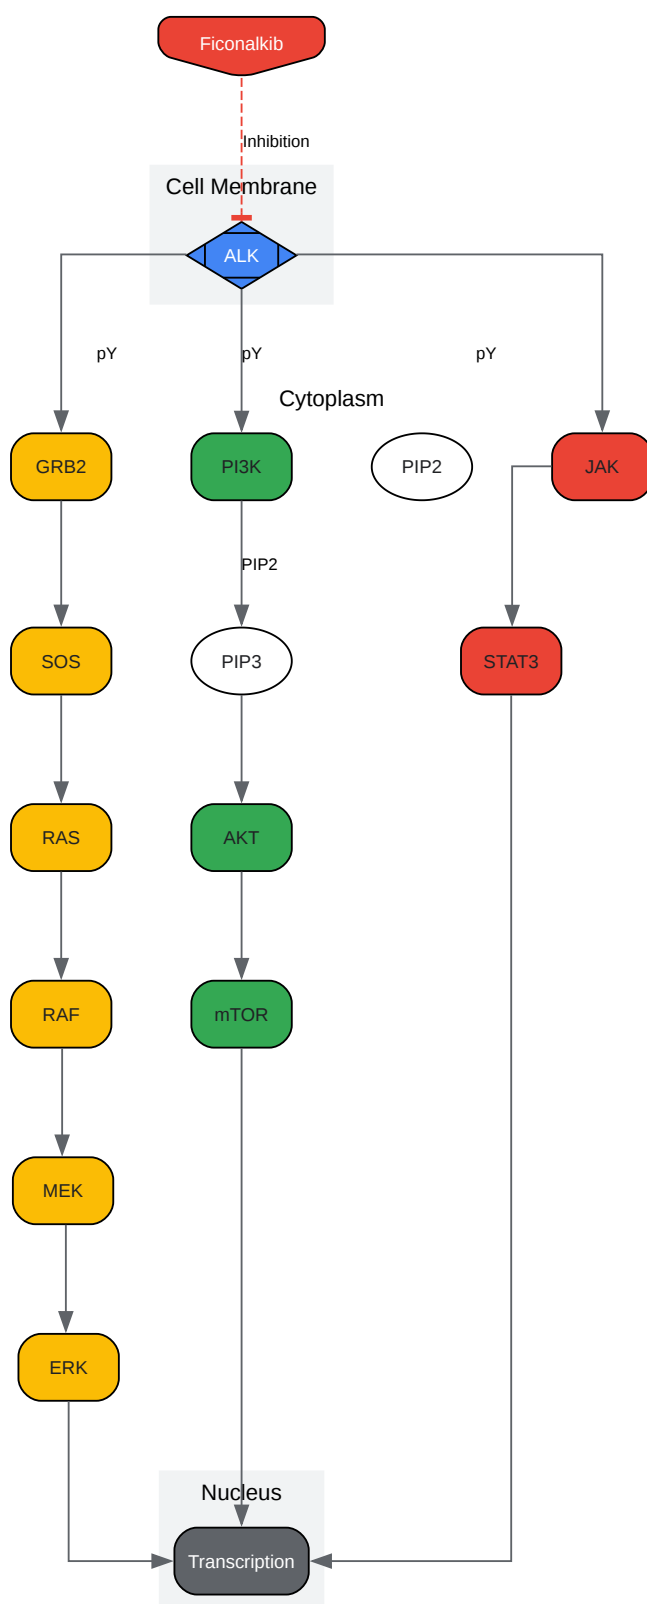 Ficonalkib
Inhibition
Cell Membrane
ALK
pY
pY
pY
Cytoplasm
GRB2
PI3K
PIP2
JAK
PIP2
SOS
PIP3
STAT3
RAS
AKT
RAF
mTOR
MEK
ERK
Nucleus
Transcription